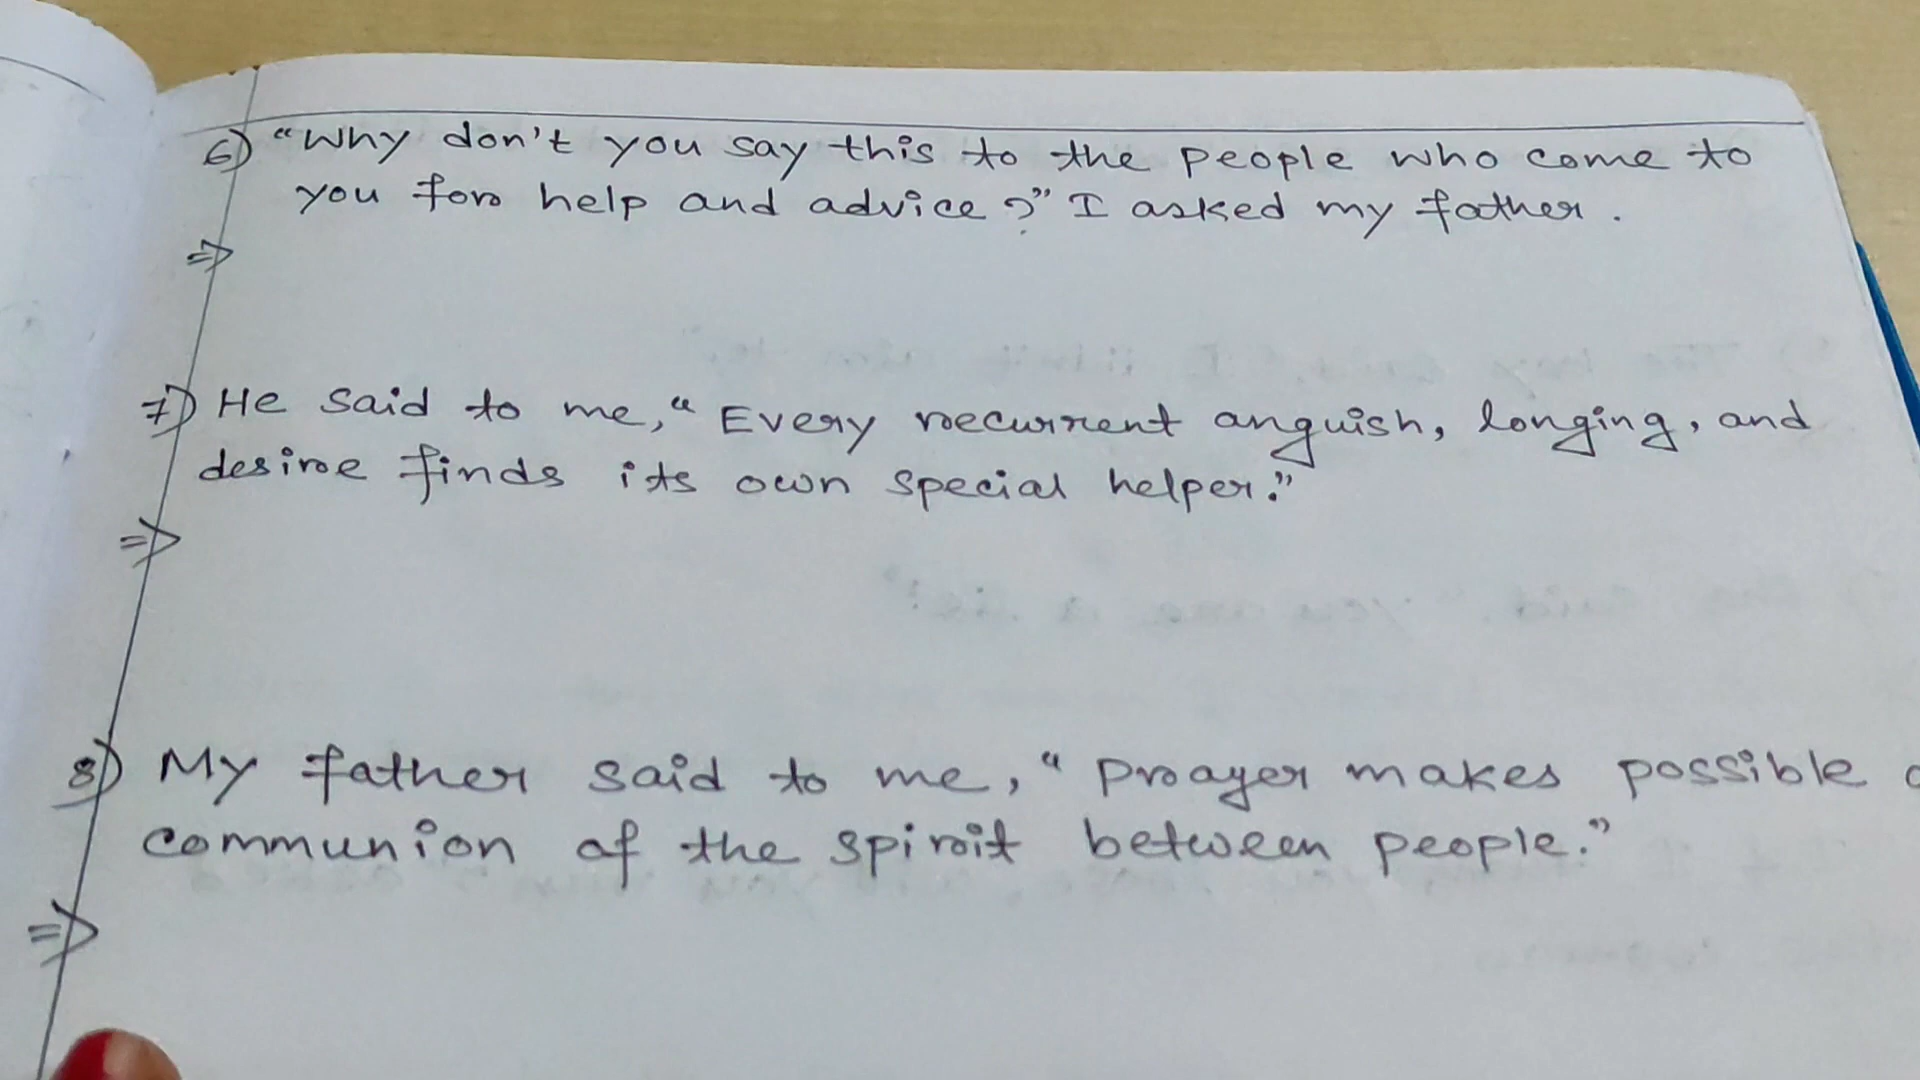 6) "Why don't you say this to the people who come to
you for help and advice?" I asked my father.
⇒
7) He said to me, "Every recurrent anguish, longing, and
desire finds its own special helper."
⇒
8) My father said to me, "Prayer makes possible
communion of the spirit between people."
⇒